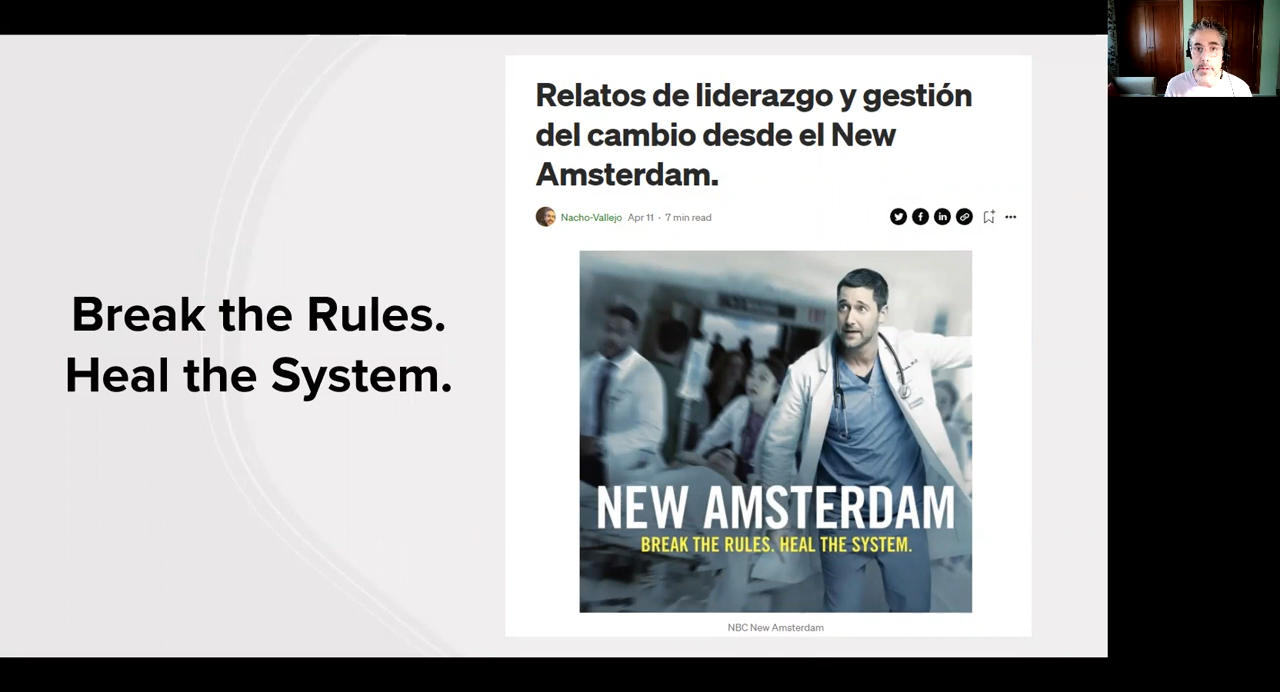 Break the Rules.
Heal the System.
Relatos de liderazgo y gestión
del cambio desde el New
Amsterdam.
Nacho-Vallejo Apr 11 · 7 min read
NEW AMSTERDAM
BREAK THE RULES. HEAL THE SYSTEM.
NBC New Amsterdam